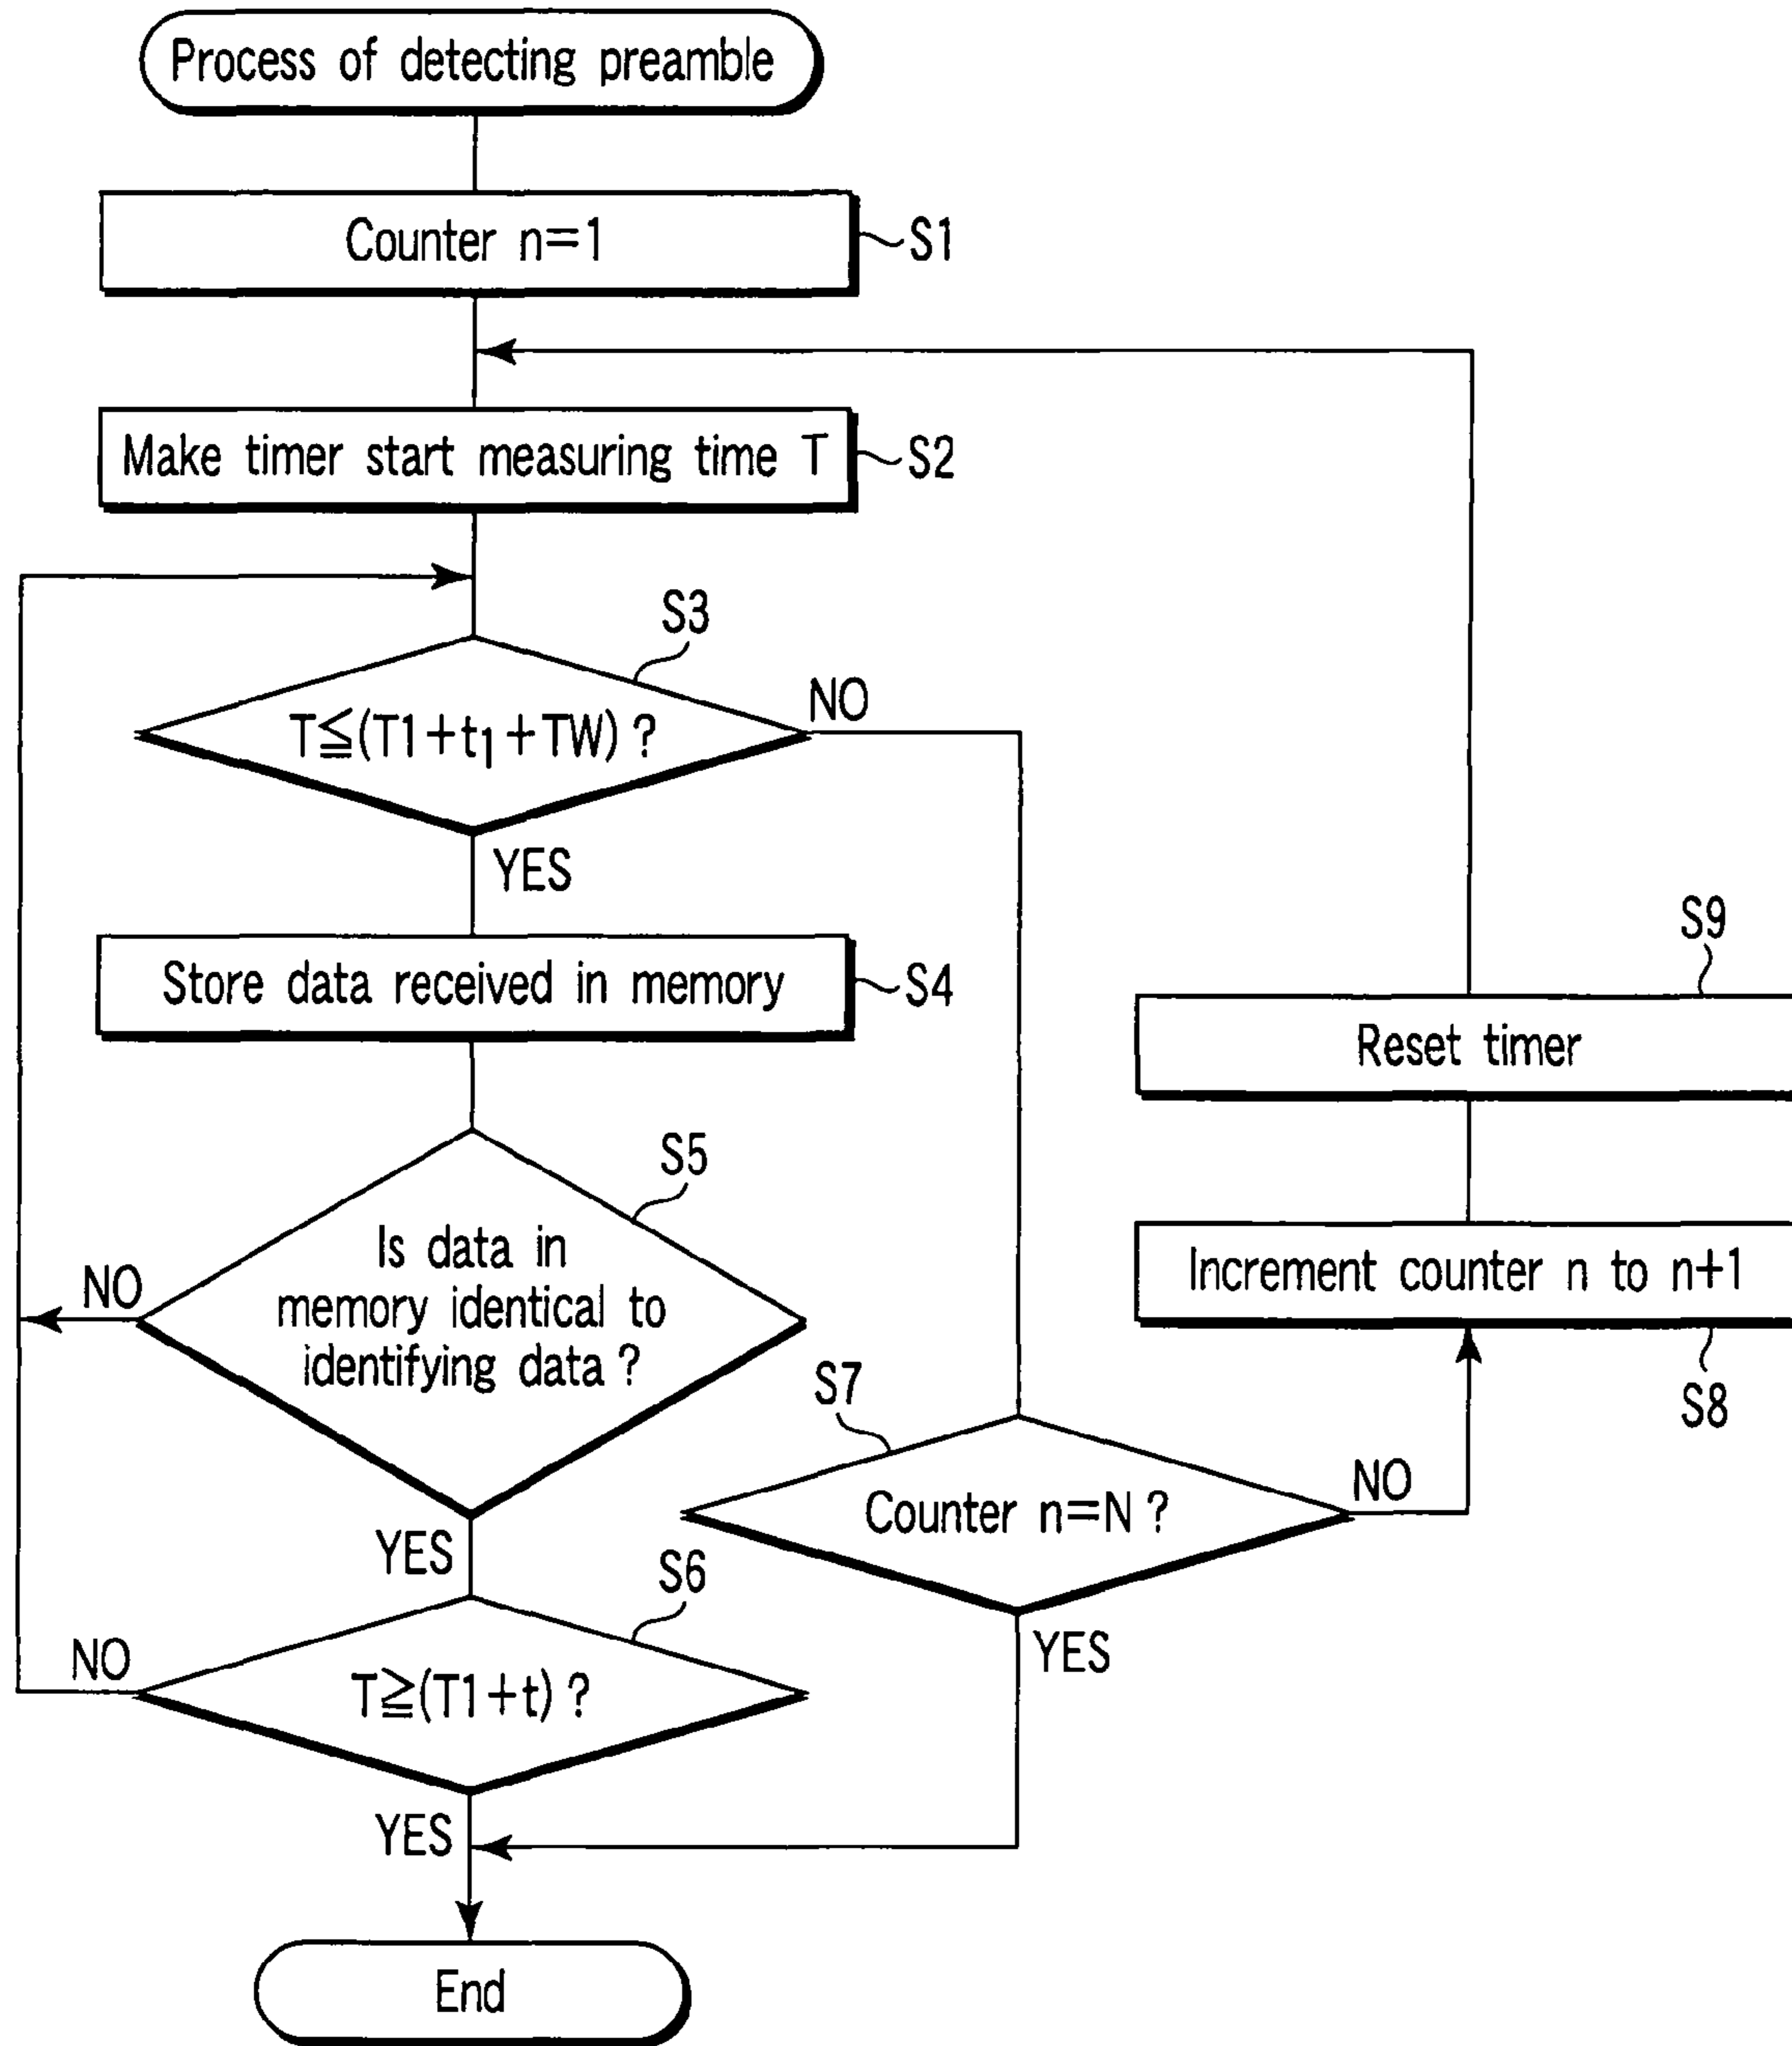 Process of detecting preamble
Counter n=1
S1
Make timer start measuring time T
S2
S3
T≦(T1+t₁+TW)?
NO
YES
Store data received in memory
S4
S9
Reset timer
S5
Is data in
memory identical to
identifying data?
NO
YES
Increment counter n to n+1
S8
S7
Counter n=N?
NO
YES
S6
T≧(T1+t)?
NO
YES
End